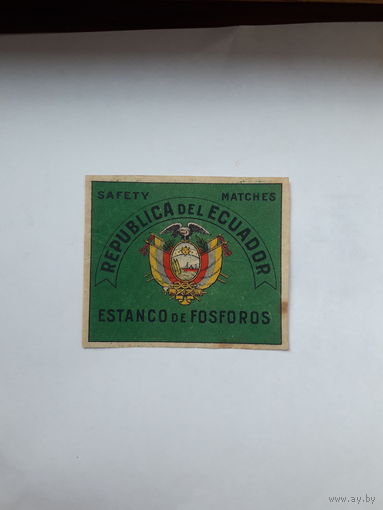 SAFETY MATCHES
REPUBLICA DEL ECUADOR
ESTANCO DE FOSFOROS
www.ay.by